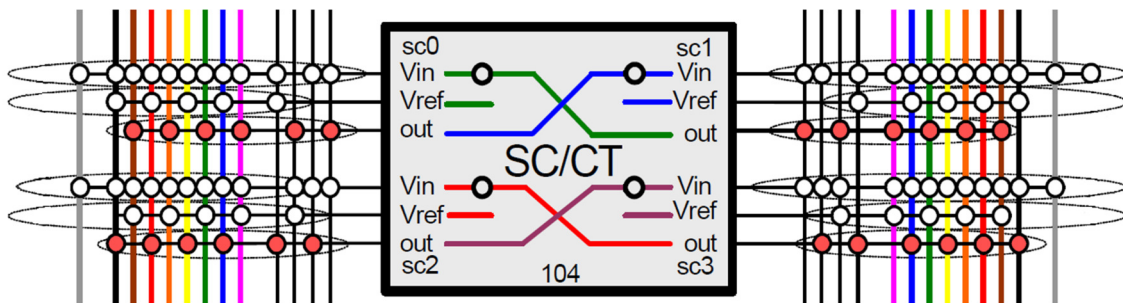 sc0 sc1
Vin Vin
Vref Vref
out out
SC/CT
Vin Vin
Vref Vref
out out
sc2 104 sc3